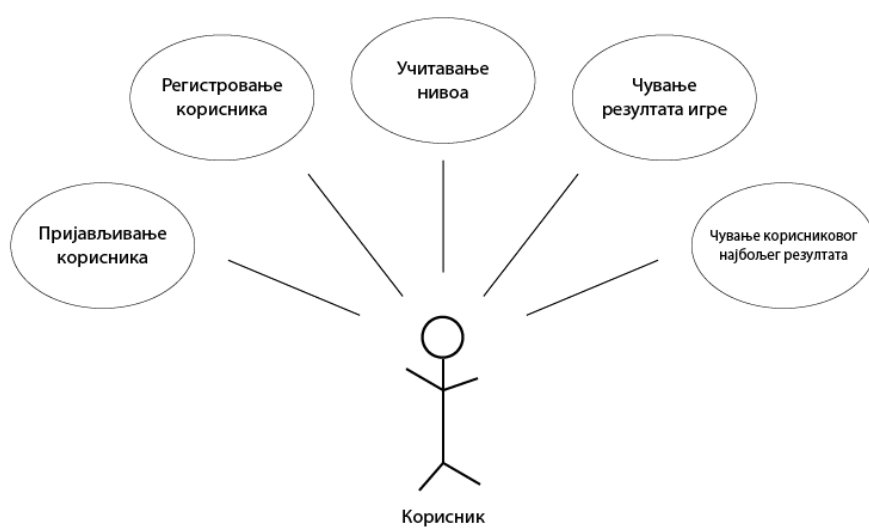 Пријављивање
корисника
Регистровање
корисника
Учитавање
нивоа
Чување
резултата игре
Чување корисниковог
најбољег резултата
Корисник